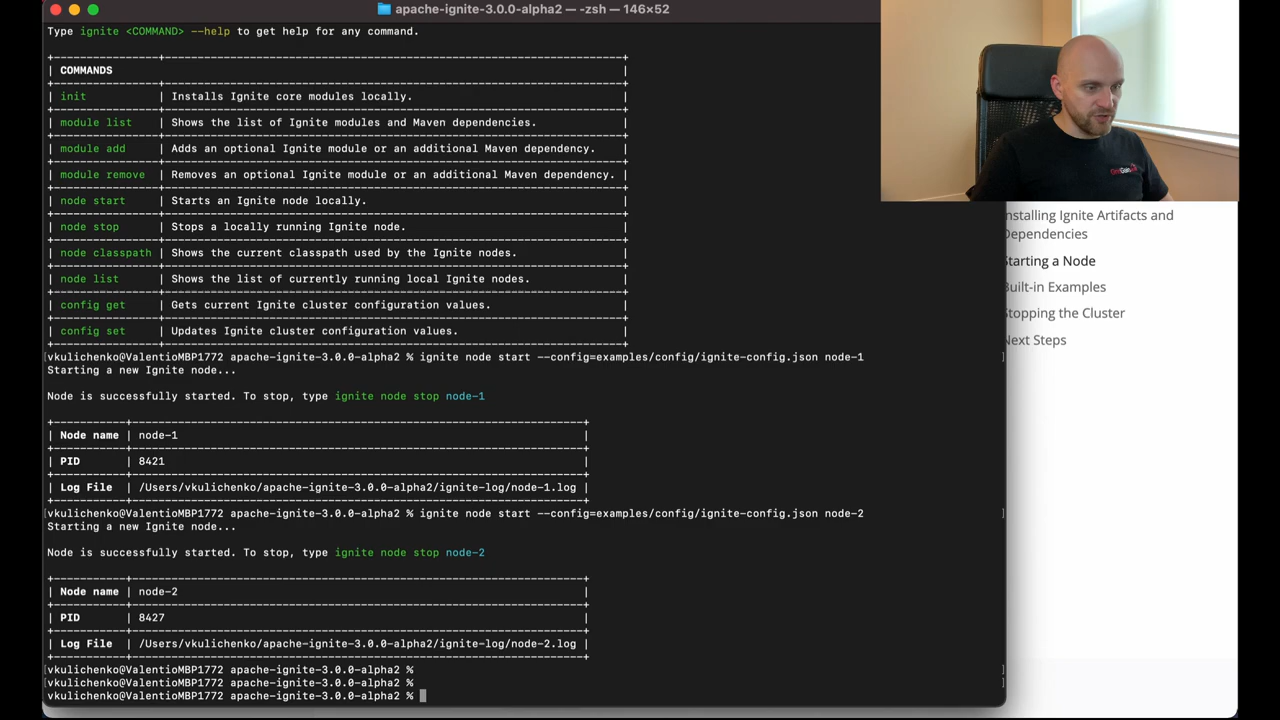 apache-ignite-3.0.0-alpha2 — -zsh — 146×52
Type ignite <COMMAND> --help to get help for any command.
COMMANDS
init | Installs Ignite core modules locally.
module list | Shows the list of Ignite modules and Maven dependencies.
module add | Adds an optional Ignite module or an additional Maven dependency.
module remove | Removes an optional Ignite module or an additional Maven dependency.
node start | Starts an Ignite node locally.
node stop | Stops a locally running Ignite node.
node classpath | Shows the current classpath used by the Ignite nodes.
node list | Shows the list of currently running local Ignite nodes.
config get | Gets current Ignite cluster configuration values.
config set | Updates Ignite cluster configuration values.
[vkulichenko@ValentioMBP1772 apache-ignite-3.0.0-alpha2 % ignite node start --config=examples/config/ignite-config.json node-1 ]
Starting a new Ignite node...
Node is successfully started. To stop, type ignite node stop node-1
| Node name | node-1 |
| PID | 8421 |
| Log File | /Users/vkulichenko/apache-ignite-3.0.0-alpha2/ignite-log/node-1.log |
[vkulichenko@ValentioMBP1772 apache-ignite-3.0.0-alpha2 % ignite node start --config=examples/config/ignite-config.json node-2 ]
Starting a new Ignite node...
Node is successfully started. To stop, type ignite node stop node-2
| Node name | node-2 |
| PID | 8427 |
| Log File | /Users/vkulichenko/apache-ignite-3.0.0-alpha2/ignite-log/node-2.log |
[vkulichenko@ValentioMBP1772 apache-ignite-3.0.0-alpha2 % ]
[vkulichenko@ValentioMBP1772 apache-ignite-3.0.0-alpha2 % ]
vkulichenko@ValentioMBP1772 apache-ignite-3.0.0-alpha2 %
GridGain
nstalling Ignite Artifacts and
Dependencies
Starting a Node
Built-in Examples
Stopping the Cluster
Next Steps